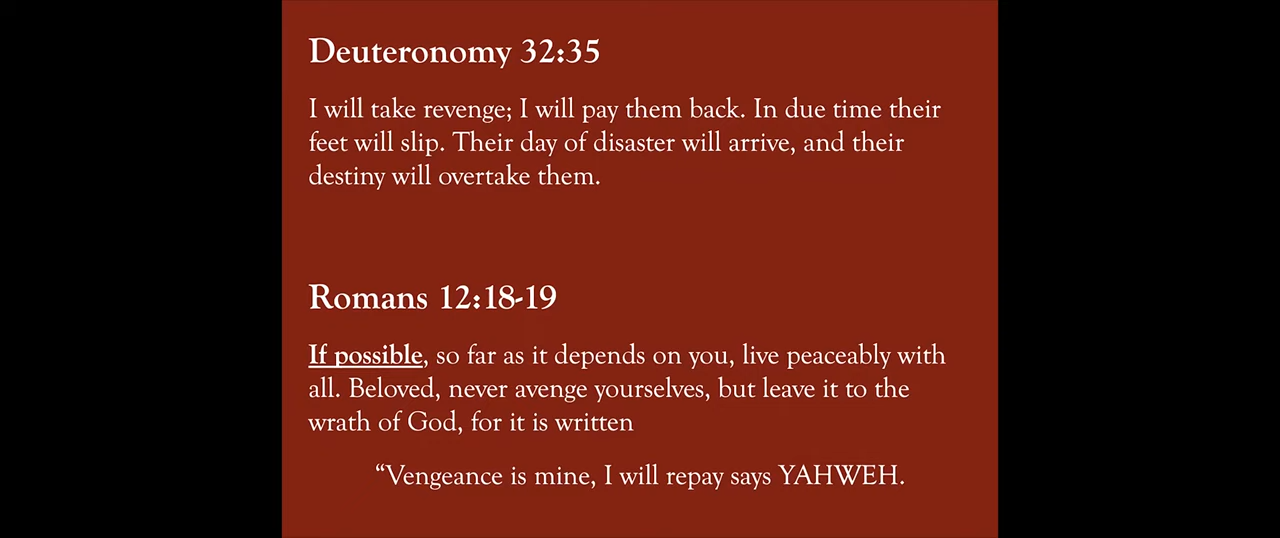 Deuteronomy 32:35
I will take revenge; I will pay them back. In due time their
feet will slip. Their day of disaster will arrive, and their
destiny will overtake them.
Romans 12:18-19
If possible, so far as it depends on you, live peaceably with
all. Beloved, never avenge yourselves, but leave it to the
wrath of God, for it is written
“Vengeance is mine, I will repay says YAHWEH.